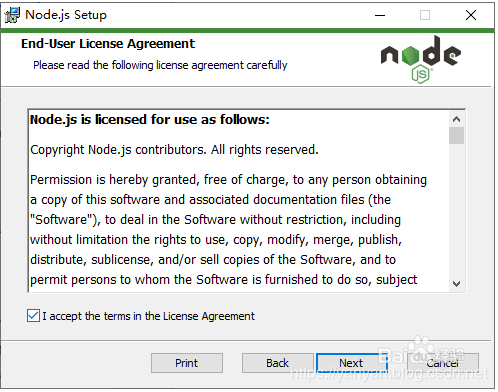 Node.js Setup
End-User License Agreement
Please read the following license agreement carefully
node
JS
Node.js is licensed for use as follows:
Copyright Node.js contributors. All rights reserved.
Permission is hereby granted, free of charge, to any person obtaining
a copy of this software and associated documentation files (the
"Software"), to deal in the Software without restriction, including
without limitation the rights to use, copy, modify, merge, publish,
distribute, sublicense, and/or sell copies of the Software, and to
permit persons to whom the Software is furnished to do so, subject
I accept the terms in the License Agreement
Print
Back
Next
Cancel
Baidu经验